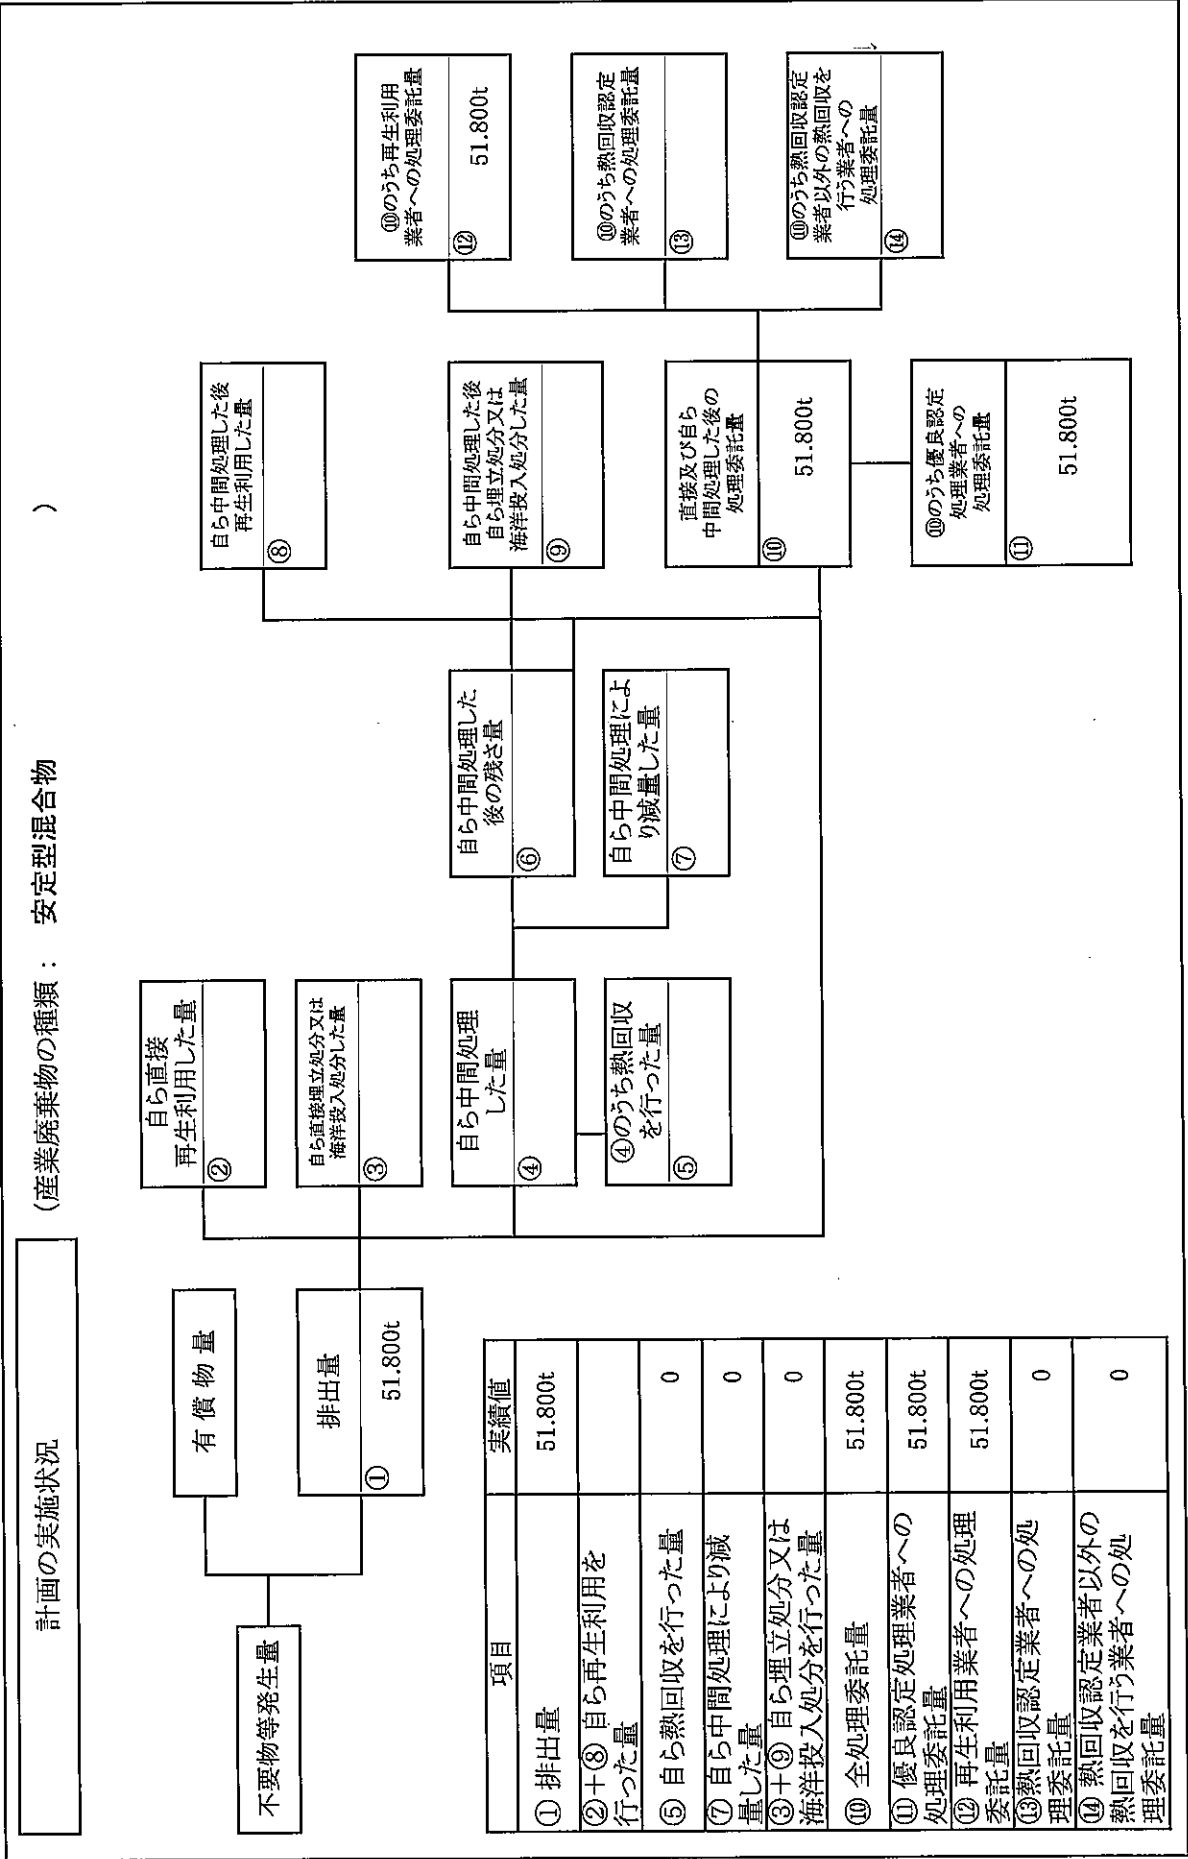 計画の実施状況
(産業廃棄物の種類： 安定型混合物 )
不要物等発生量
有償物量
排出量
① 51.800t
自ら直接
再生利用した量
②
自ら直接埋立処分又は
海洋投入処分した量
③
自ら中間処理
した量
④
④のうち熱回収
を行った量
⑤
自ら中間処理した
後の残さ量
⑥
自ら中間処理によ
り減量した量
⑦
自ら中間処理した後
再生利用した量
⑧
自ら中間処理した後
自ら埋立処分又は
海洋投入処分した量
⑨
直接及び自ら
中間処理した後の
処理委託量
⑩ 51.800t
⑩のうち優良認定
処理業者への
処理委託量
⑪ 51.800t
⑩のうち再生利用
業者への処理委託量
⑫ 51.800t
⑩のうち熱回収認定
業者への処理委託量
⑬
⑩のうち熱回収認定
業者以外の熱回収を
行う業者への
処理委託量
⑭
項目 実績値
① 排出量 51.800t
②＋⑧ 自ら再生利用を
行った量
⑤ 自ら熱回収を行った量 0
⑦ 自ら中間処理により減
量した量 0
③＋⑨ 自ら埋立処分又は
海洋投入処分を行った量 0
⑩ 全処理委託量 51.800t
⑪ 優良認定処理業者への
処理委託量 51.800t
⑫ 再生利用業者への処理
委託量 51.800t
⑬熱回収認定業者への処
理委託量 0
⑭ 熱回収認定業者以外の
熱回収を行う業者への処
理委託量 0